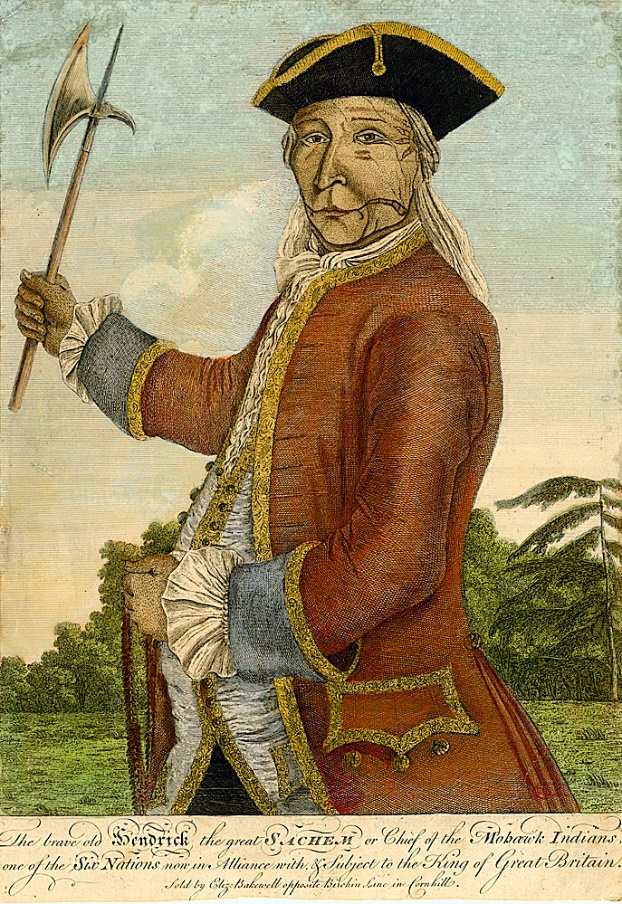 The brave old Hendrick the great SACHEM or Chief of the Mohawk Indians,
one of the Six Nations now in Alliance with, & Subject to the King of Great Britain.
Sold by Eliz. Bakewell opposite Birchin Lane in Cornhill.